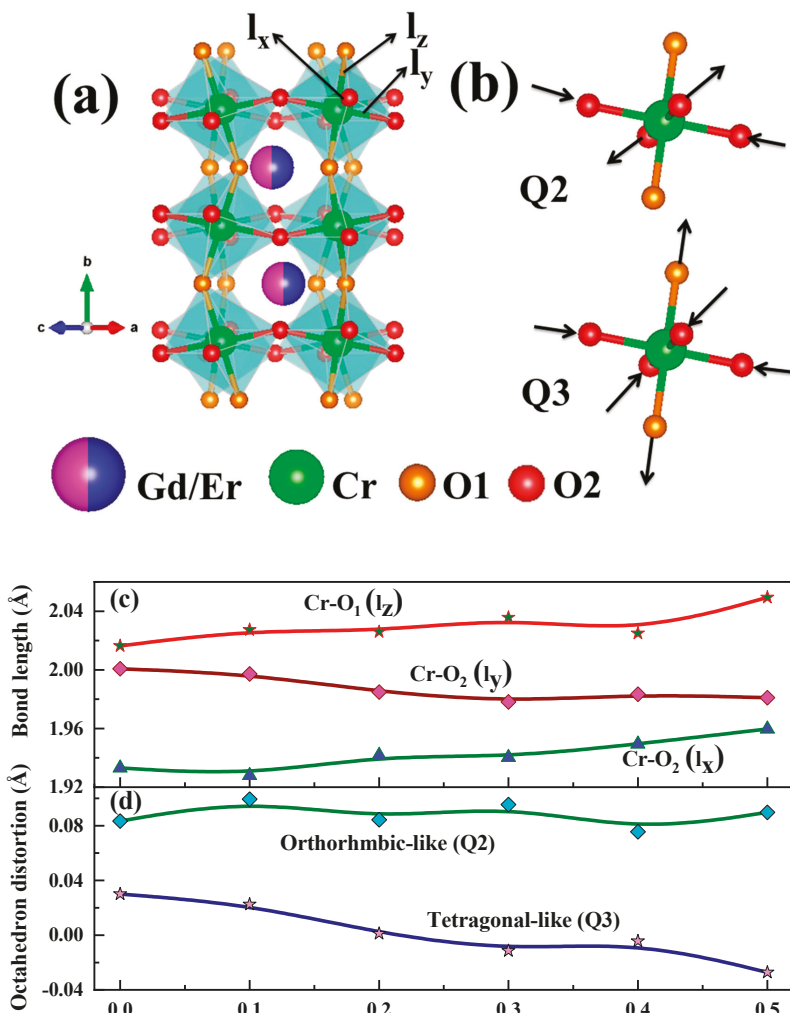 (a)
l_x
l_z
l_y
(b)
Q2
b
c
a
Q3
Gd/Er
Cr
O1
O2
(c)
Cr-O₁ (l_z)
Cr-O₂ (l_y)
Cr-O₂ (l_x)
Bond length (Å)
2.04
2.00
1.96
1.92
(d)
Orthorhmbic-like (Q2)
Tetragonal-like (Q3)
Octahedron distortion (Å)
0.08
0.04
0.00
-0.04
0.0 0.1 0.2 0.3 0.4 0.5